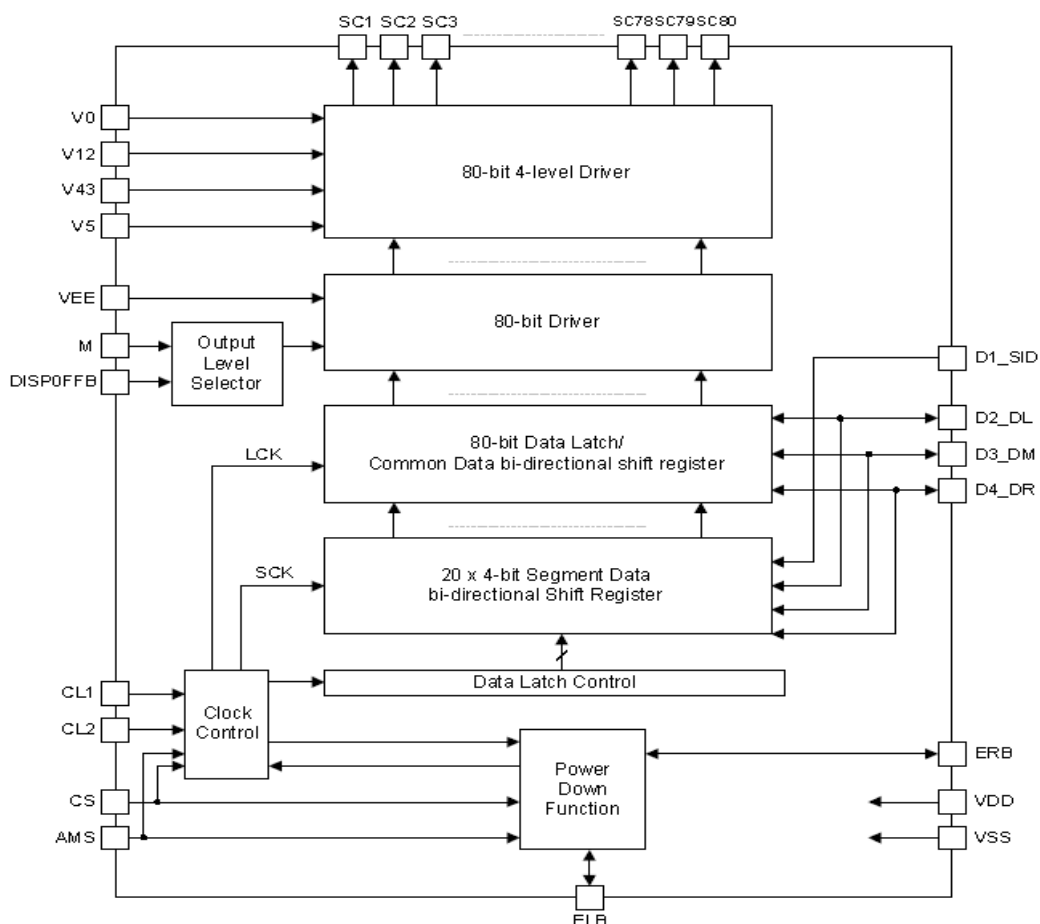 SC1 SC2 SC3 SC78 SC79 SC80
V0
V12
V43
V5
80-bit 4-level Driver
VEE
M
DISP0FFB
Output
Level
Selector
80-bit Driver
D1_SID
D2_DL
D3_DM
D4_DR
LCK
80-bit Data Latch/
Common Data bi-directional shift register
SCK
20 x 4-bit Segment Data
bi-directional Shift Register
Data Latch Control
CL1
CL2
CS
AMS
Clock
Control
Power
Down
Function
ERB
VDD
VSS
ELB